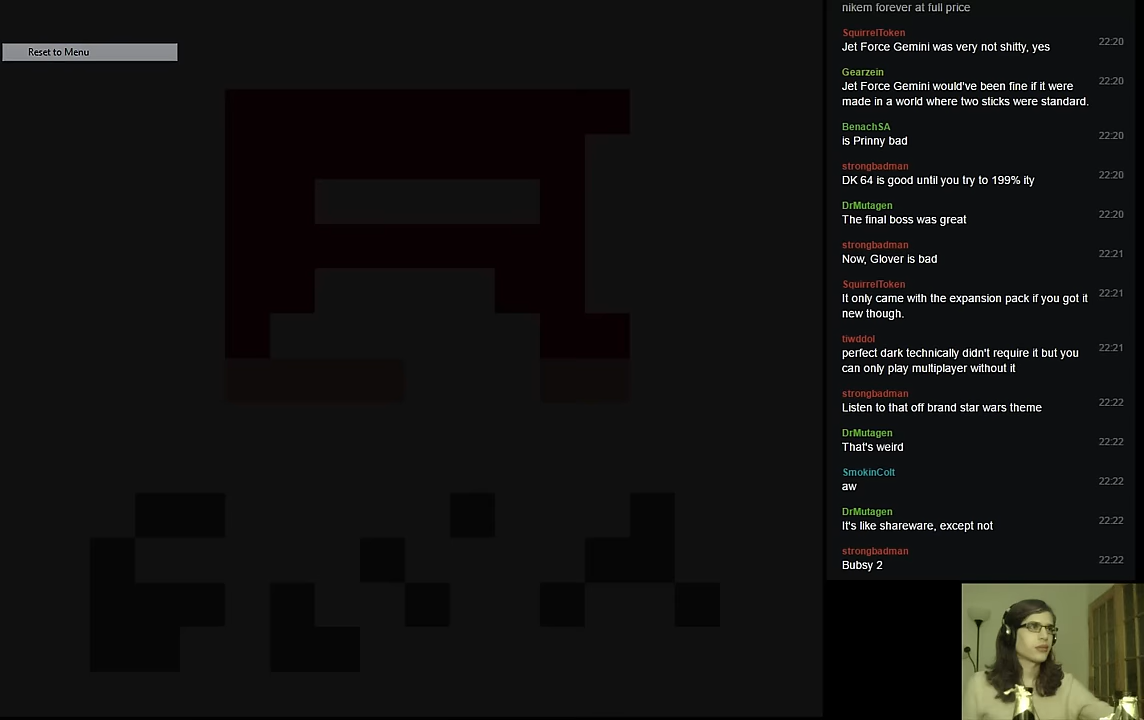 nikem forever at full price
Reset to Menu
SquirrelToken
Jet Force Gemini was very not shitty, yes
22:20
Gearzein
Jet Force Gemini would've been fine if it were
made in a world where two sticks were standard.
22:20
BenachSA
is Prinny bad
22:20
strongbadman
DK 64 is good until you try to 199% ity
22:20
DrMutagen
The final boss was great
22:20
strongbadman
Now, Glover is bad
22:21
SquirrelToken
It only came with the expansion pack if you got it
new though.
22:21
tiwddol
perfect dark technically didn't require it but you
can only play multiplayer without it
22:21
strongbadman
Listen to that off brand star wars theme
22:22
DrMutagen
That's weird
22:22
SmokinColt
aw
22:22
DrMutagen
It's like shareware, except not
22:22
strongbadman
Bubsy 2
22:22